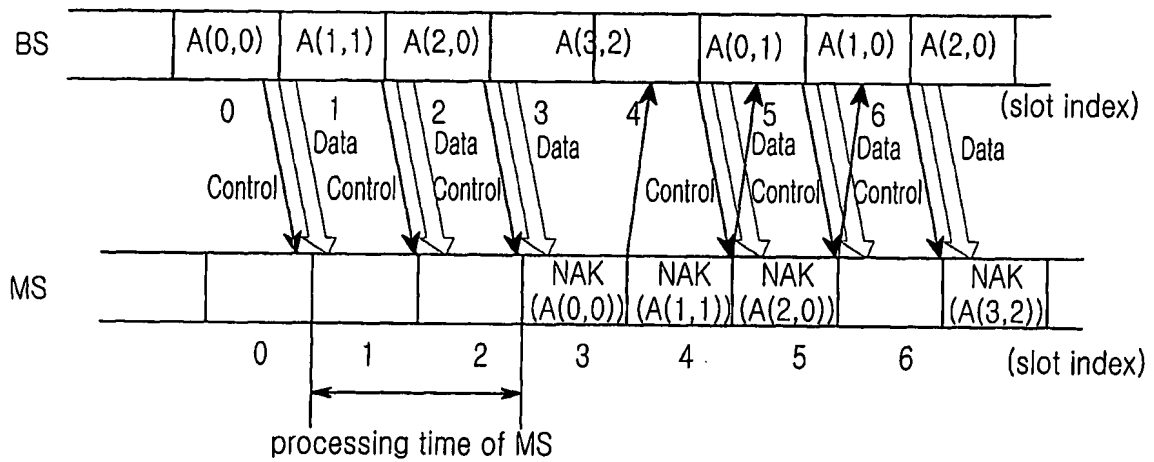 BS
A(0,0) A(1,1) A(2,0) A(3,2) A(0,1) A(1,0) A(2,0)
0 1 2 3 4 5 6 (slot index)
Data Data Data Data Data Data
Control Control Control Control Control Control
MS
NAK (A(0,0))
NAK (A(1,1))
NAK (A(2,0))
NAK (A(3,2))
0 1 2 3 4 5 6 (slot index)
processing time of MS